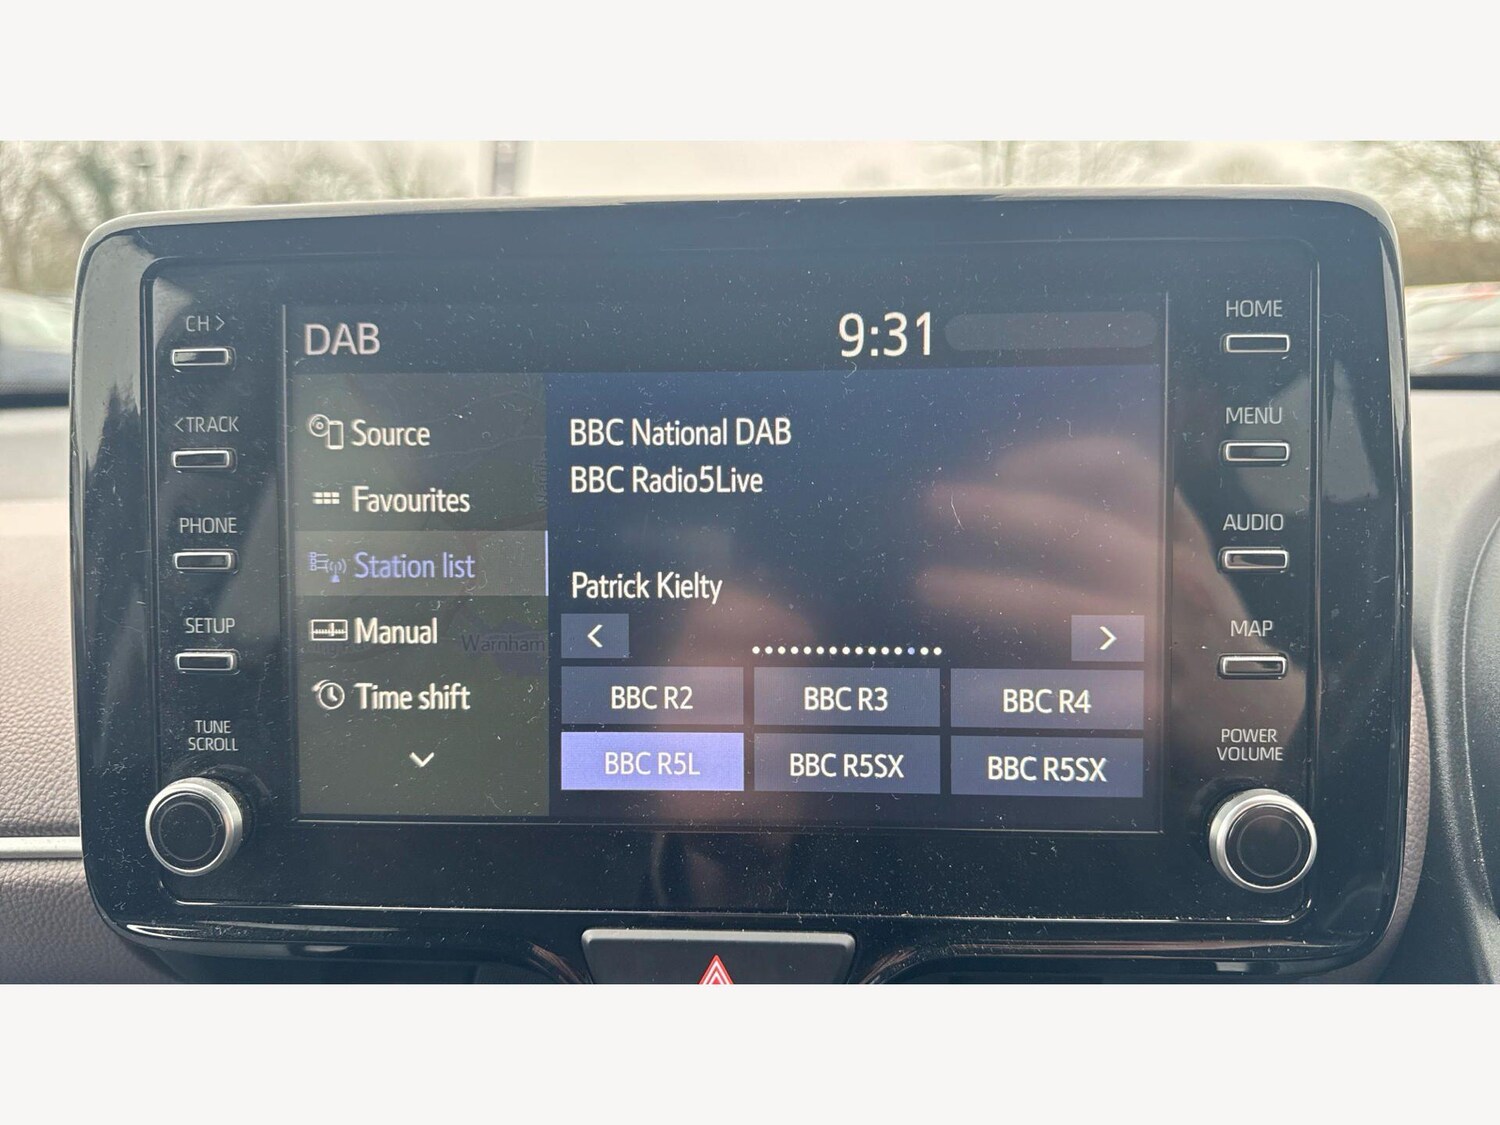 CH >
<TRACK
PHONE
SETUP
TUNE
SCROLL
DAB
9:31
Source
Favourites
Station list
Manual
Warnham
Time shift
BBC National DAB
BBC Radio5Live
Patrick Kielty
< >
BBC R2 BBC R3 BBC R4
BBC R5L BBC R5SX BBC R5SX
HOME
MENU
AUDIO
MAP
POWER
VOLUME